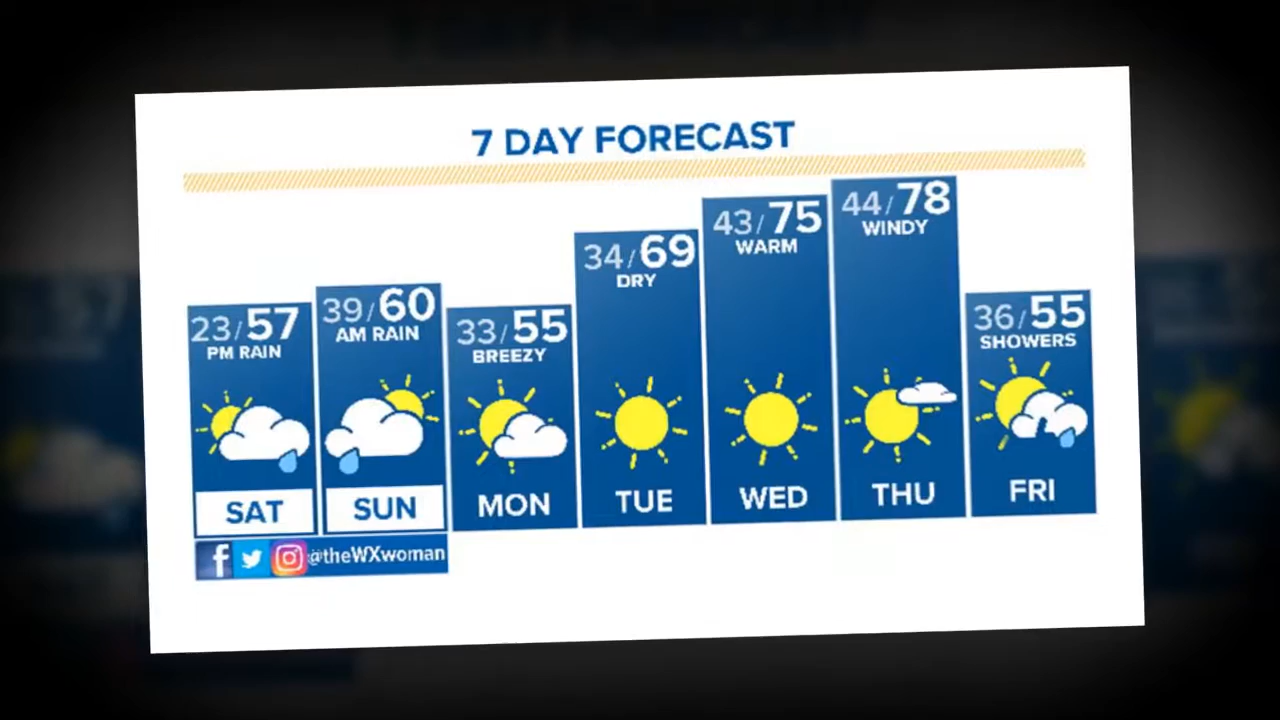 7 DAY FORECAST
23/57
PM RAIN
SAT
39/60
AM RAIN
SUN
33/55
BREEZY
MON
34/69
DRY
TUE
43/75
WARM
WED
44/78
WINDY
THU
36/55
SHOWERS
FRI
@theWXwoman